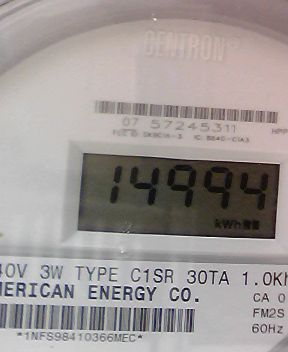 CENTRON
07 57245311
14994
kWh
40V 3W TYPE C1SR 30TA 1.0Kh
MERICAN ENERGY CO.
CA 0
FM2S
60Hz
*1NFS98410366MEC*